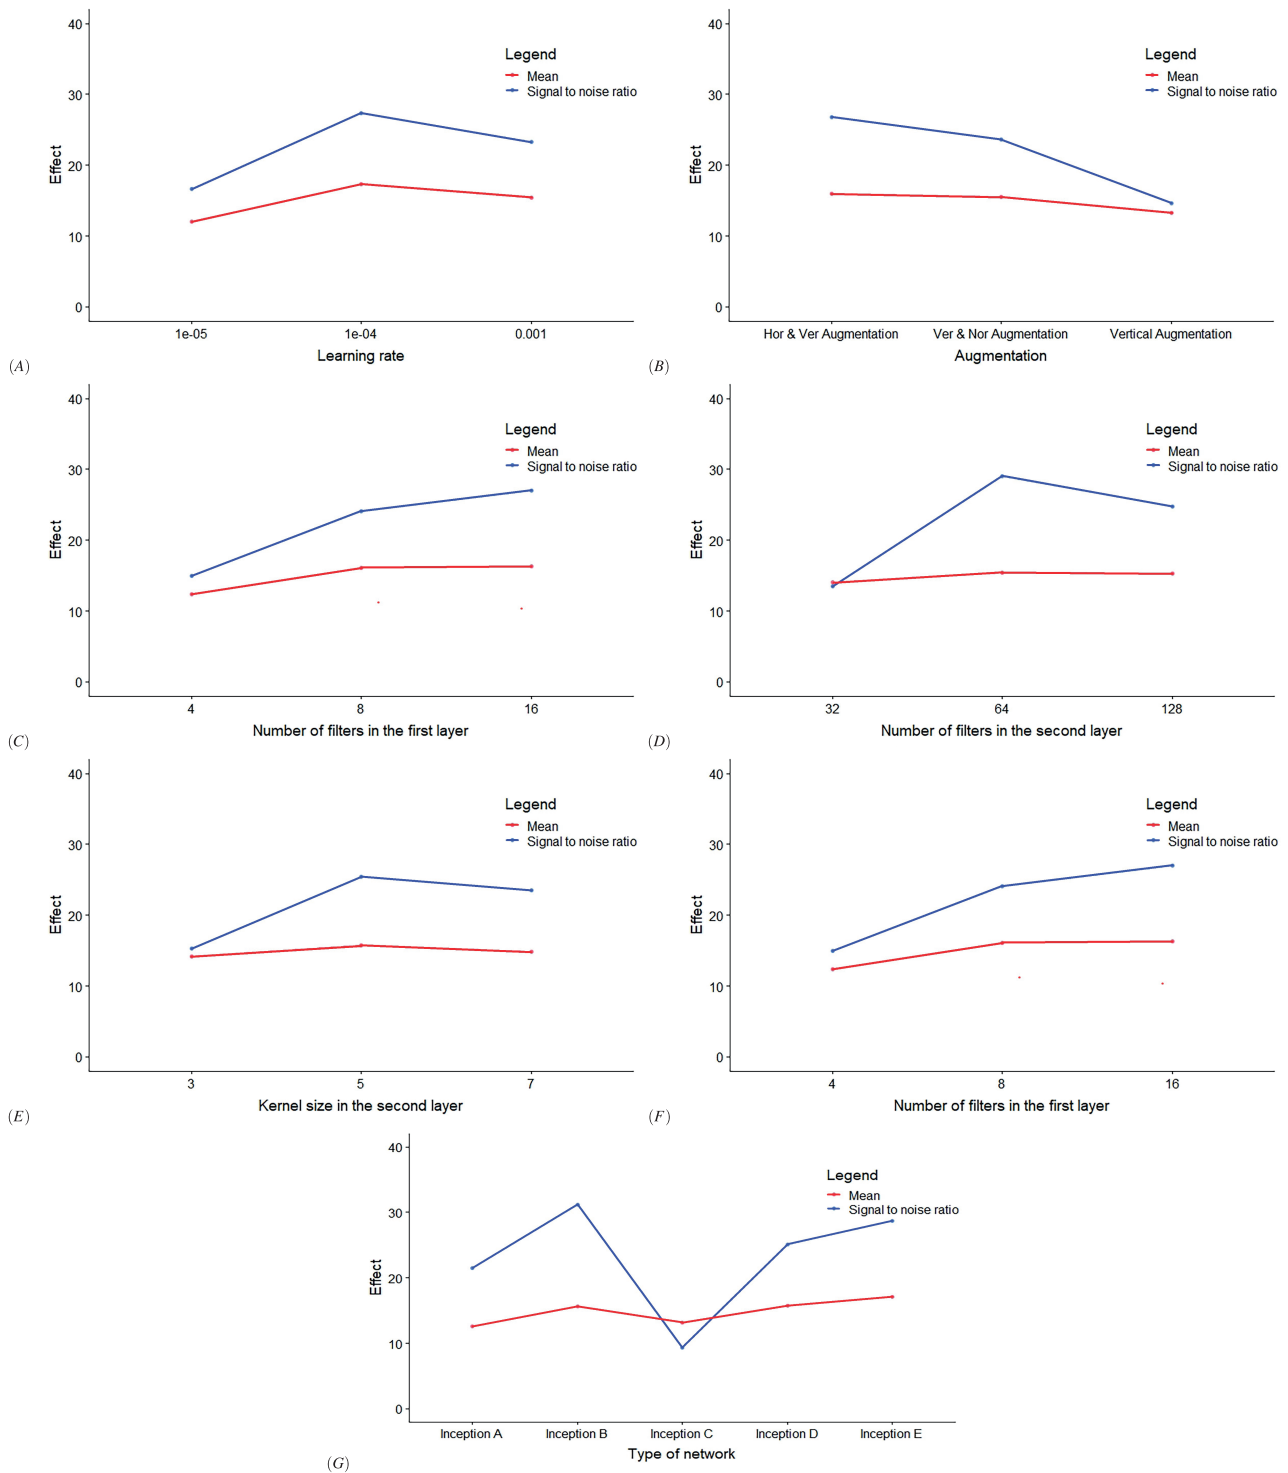 40
30
20
10
0
Effect
Legend
Mean
Signal to noise ratio
1e-05 1e-04 0.001
Learning rate
(A)
40
30
20
10
0
Effect
Legend
Mean
Signal to noise ratio
Hor & Ver Augmentation Ver & Nor Augmentation Vertical Augmentation
Augmentation
(B)
40
30
20
10
0
Effect
Legend
Mean
Signal to noise ratio
4 8 16
Number of filters in the first layer
(C)
40
30
20
10
0
Effect
Legend
Mean
Signal to noise ratio
32 64 128
Number of filters in the second layer
(D)
40
30
20
10
0
Effect
Legend
Mean
Signal to noise ratio
3 5 7
Kernel size in the second layer
(E)
40
30
20
10
0
Effect
Legend
Mean
Signal to noise ratio
4 8 16
Number of filters in the first layer
(F)
40
30
20
10
0
Effect
Legend
Mean
Signal to noise ratio
Inception A Inception B Inception C Inception D Inception E
Type of network
(G)